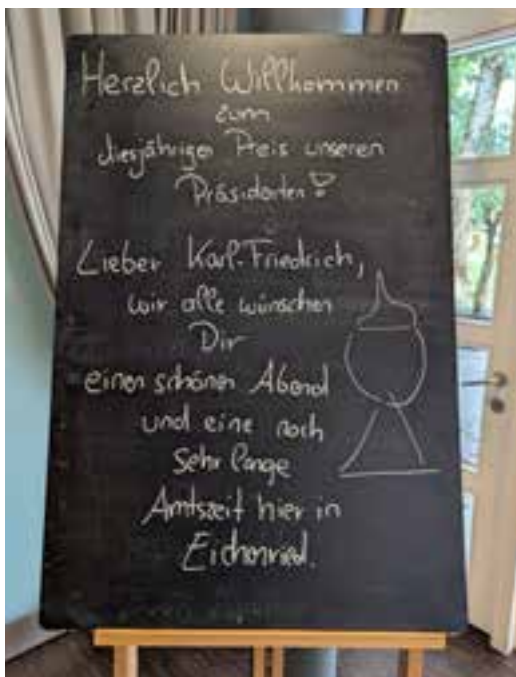 Herzlich Willkommen
zum
diesjährigen Preis unseren
Präsidenten!
Lieber Karl-Friedrich,
wir alle wünschen
Dir
einen schönen Abend
und eine noch
sehr lange
Amtszeit hier in
Eichenried.